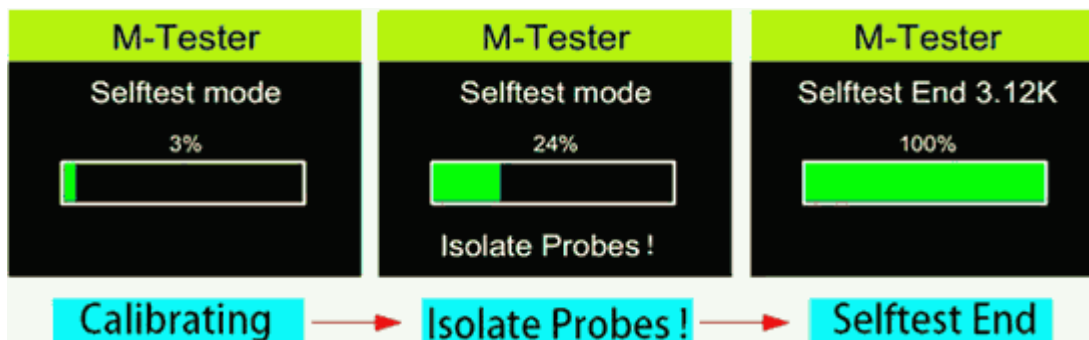 M-Tester
Selftest mode
3%
Calibrating
M-Tester
Selftest mode
24%
Isolate Probes !
Isolate Probes !
M-Tester
Selftest End 3.12K
100%
Selftest End